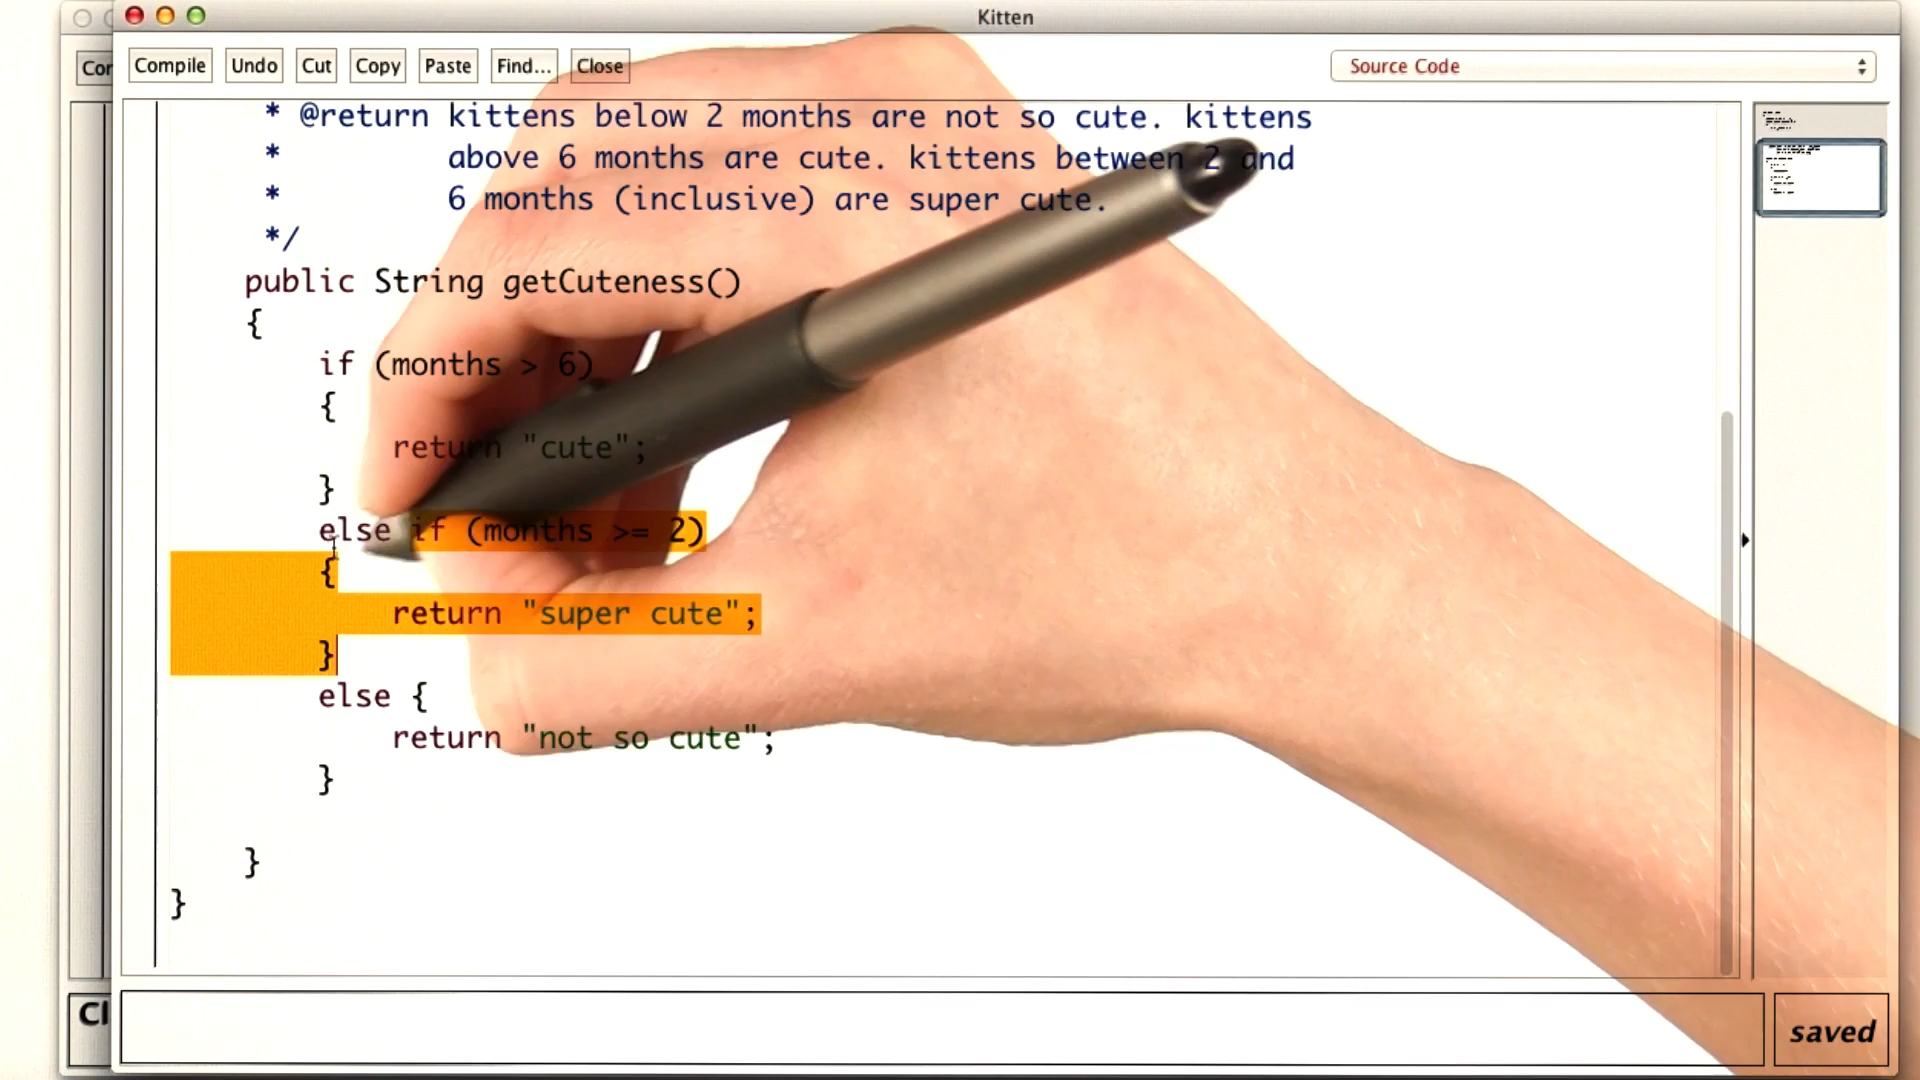 Kitten
Cor
Compile Undo Cut Copy Paste Find... Close Source Code
* @return kittens below 2 months are not so cute. kittens
* above 6 months are cute. kittens between 2 and
* 6 months (inclusive) are super cute.
*/
public String getCuteness()
{
if (months > 6)
{
return "cute";
}
else if (months >= 2)
{
return "super cute";
}
else {
return "not so cute";
}
}
}
Cl
saved